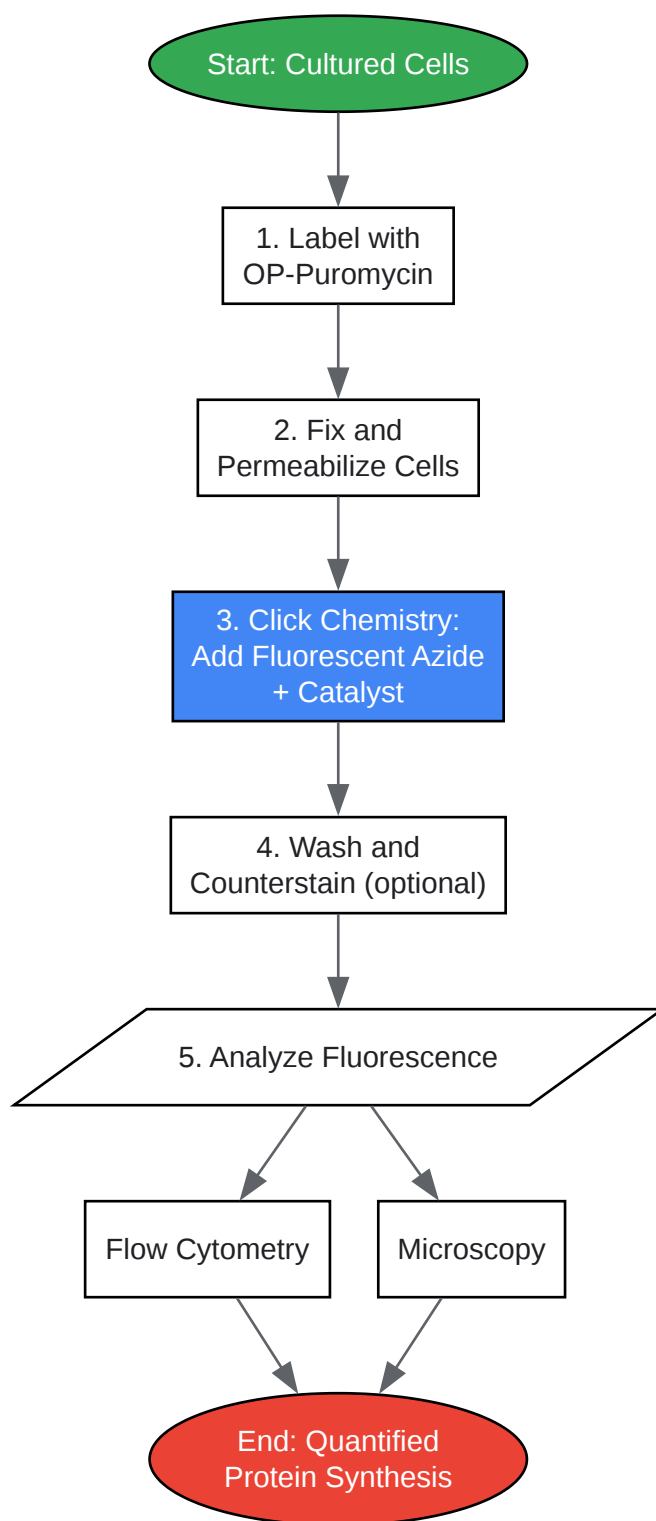 Start: Cultured Cells
1. Label with
OP-Puromycin
2. Fix and
Permeabilize Cells
3. Click Chemistry:
Add Fluorescent Azide
+ Catalyst
4. Wash and
Counterstain (optional)
5. Analyze Fluorescence
Flow Cytometry
Microscopy
End: Quantified
Protein Synthesis